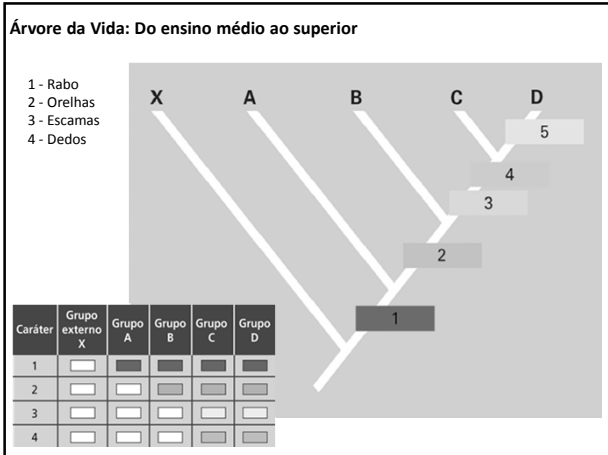 Árvore da Vida: Do ensino médio ao superior
1 - Rabo
2 - Orelhas
3 - Escamas
4 - Dedos
X A B C D
5
4
3
2
1
Caráter Grupo externo X Grupo A Grupo B Grupo C Grupo D
1
2
3
4